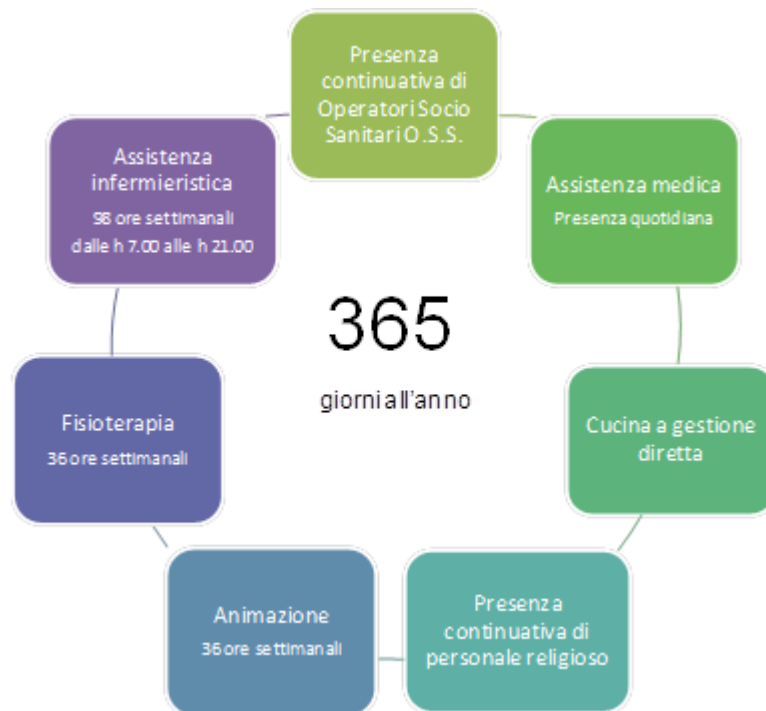 Presenza
continuativa di
Operatori Socio
Sanitari O.S.S.
Assistenza medica
Presenza quotidiana
Cucina a gestione
diretta
Presenza
continuativa di
personale religioso
Animazione
36 ore settimanali
Fisioterapia
36 ore settimanali
Assistenza
infermieristica
98 ore settimanali
dalle h 7.00 alle h 21.00
365
giorni all'anno